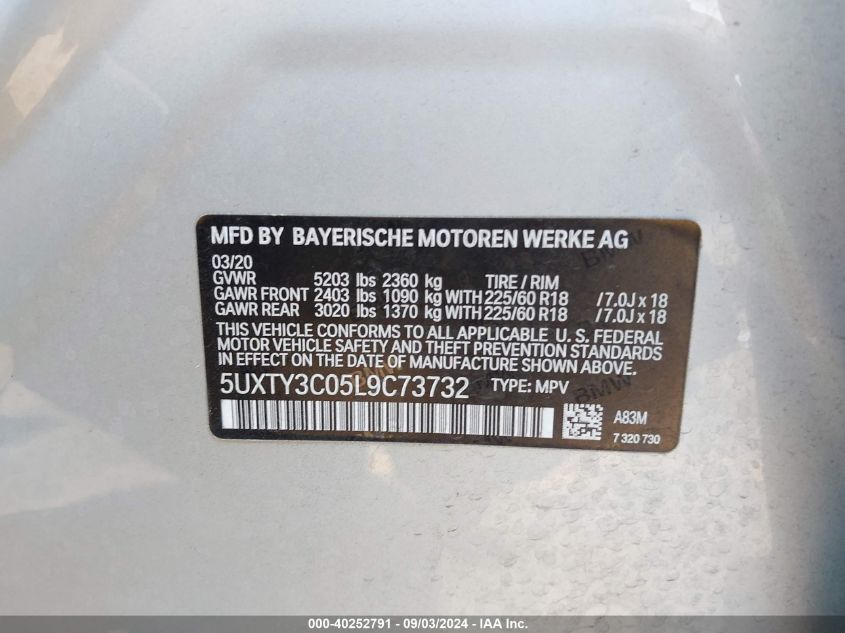 MFD BY BAYERISCHE MOTOREN WERKE AG
03/20
GVWR 5203 lbs 2360 kg TIRE / RIM
GAWR FRONT 2403 lbs 1090 kg WITH 225/60 R18 /7.0J x 18
GAWR REAR 3020 lbs 1370 kg WITH 225/60 R18 /7.0J x 18
THIS VEHICLE CONFORMS TO ALL APPLICABLE U. S. FEDERAL
MOTOR VEHICLE SAFETY AND THEFT PREVENTION STANDARDS
IN EFFECT ON THE DATE OF MANUFACTURE SHOWN ABOVE.
5UXTY3C05L9C73732 TYPE: MPV
BMW
A83M
7 320 730
000-40252791 - 09/03/2024 - IAA Inc.